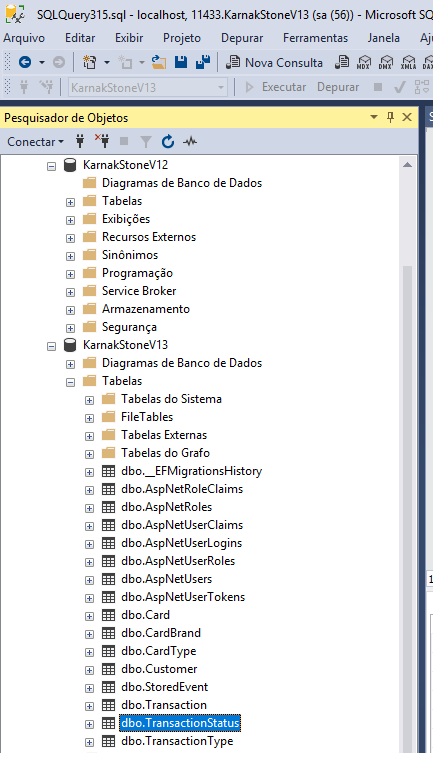 SQLQuery315.sql - localhost, 11433.KarnakStoneV13 (sa (56)) - Microsoft SQ
Arquivo Editar Exibir Projeto Depurar Ferramentas Janela
Nova Consulta MDX DMX XMLA DAX
KarnakStoneV13 Executar Depurar
Pesquisador de Objetos
Conectar
KarnakStoneV12
Diagramas de Banco de Dados
Tabelas
Exibições
Recursos Externos
Sinônimos
Programação
Service Broker
Armazenamento
Segurança
KarnakStoneV13
Diagramas de Banco de Dados
Tabelas
Tabelas do Sistema
FileTables
Tabelas Externas
Tabelas do Grafo
dbo.__EFMigrationsHistory
dbo.AspNetRoleClaims
dbo.AspNetRoles
dbo.AspNetUserClaims
dbo.AspNetUserLogins
dbo.AspNetUserRoles
dbo.AspNetUsers
dbo.AspNetUserTokens
dbo.Card
dbo.CardBrand
dbo.CardType
dbo.Customer
dbo.StoredEvent
dbo.Transaction
dbo.TransactionStatus
dbo.TransactionType